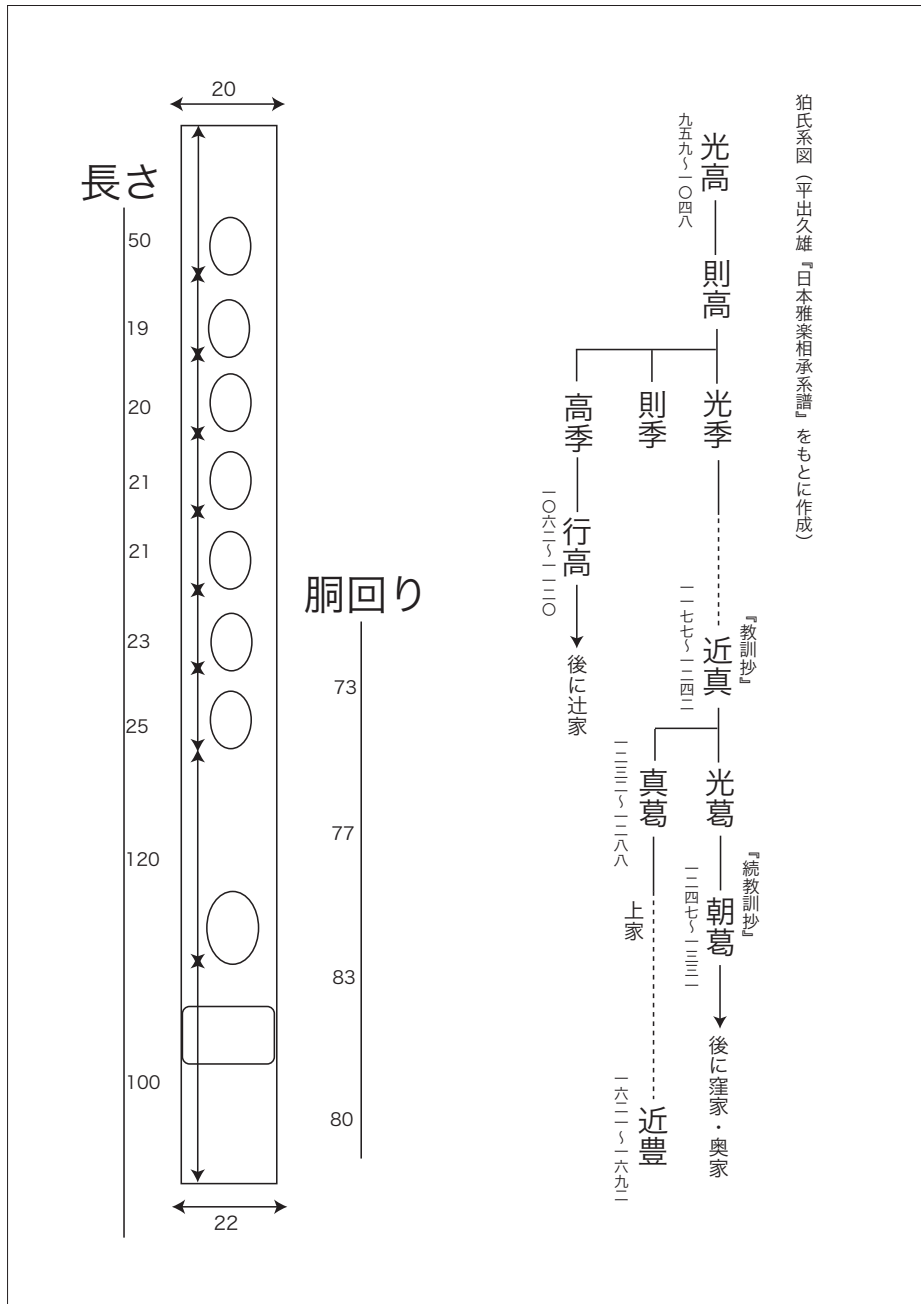 狛氏系図（平出久雄『日本雅楽相承系譜』をもとに作成）
光高
九五九〜一〇四八
則高
光季
則季
高季
行高
一〇六二〜一一二〇
後に辻家
『教訓抄』
近真
一一七七〜一二四二
光葛
真葛
一二三二〜一二八八
『続教訓抄』
朝葛
一二四七〜一三三一
後に窪家・奥家
上家
近豊
一六二一〜一六九二
20
長さ
50
19
20
21
21
23
25
120
100
22
胴回り
73
77
83
80